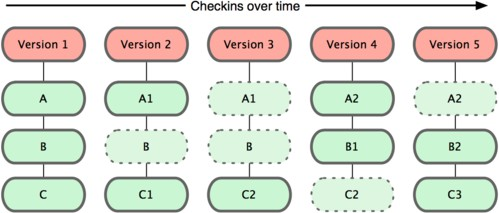 Checkins over time
Version 1 Version 2 Version 3 Version 4 Version 5
A A1 A1 A2 A2
B B B B1 B2
C C1 C2 C2 C3